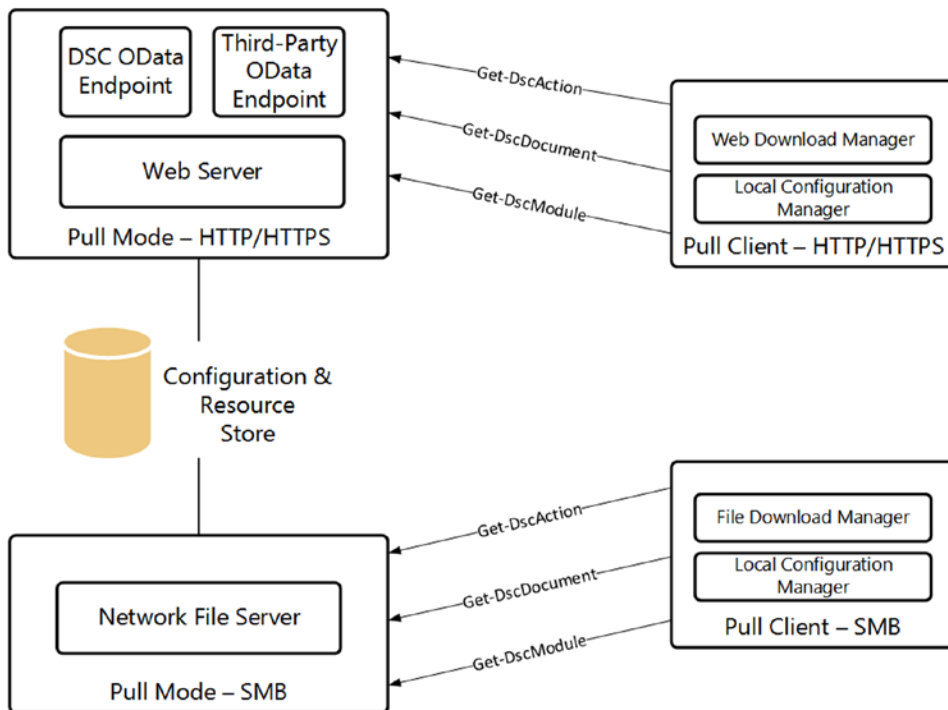 DSC OData
Endpoint
Third-Party
OData
Endpoint
Web Server
Pull Mode – HTTP/HTTPS
Get-DscAction
Get-DscDocument
Get-DscModule
Web Download Manager
Local Configuration
Manager
Pull Client – HTTP/HTTPS
Configuration &
Resource
Store
Get-DscAction
Get-DscDocument
Get-DscModule
File Download Manager
Local Configuration
Manager
Pull Client – SMB
Network File Server
Pull Mode – SMB